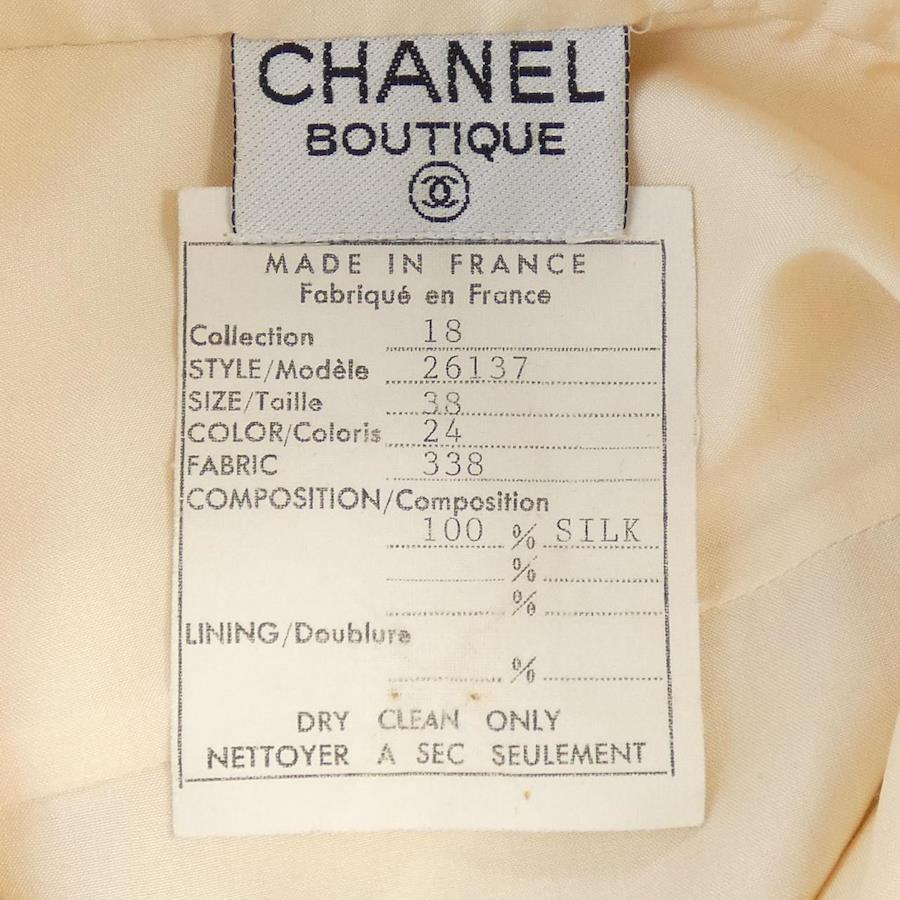 CHANEL
BOUTIQUE
MADE IN FRANCE
Fabriqué en France
Collection 18
STYLE/Modèle 26137
SIZE/Taille 38
COLOR/Coloris 24
FABRIC 338
COMPOSITION/Composition
100 % SILK
%
%
LINING/Doublure
%
DRY CLEAN ONLY
NETTOYER A SEC SEULEMENT